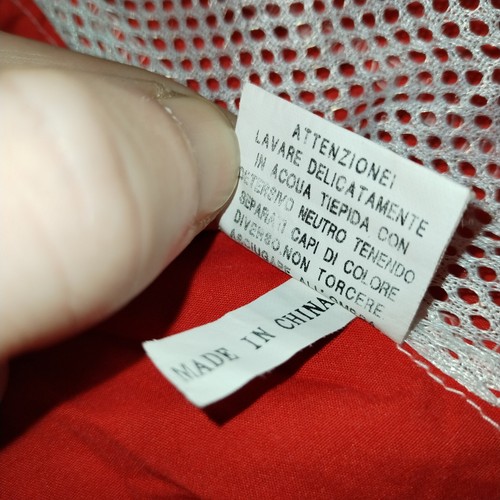 ATTENZIONE!
LAVARE DELICATAMENTE
IN ACQUA TIEPIDA CON
DETERSIVO NEUTRO TENENDO
SEPARATI CAPI DI COLORE
DIVERSO NON TORCERE
MADE IN CHINA